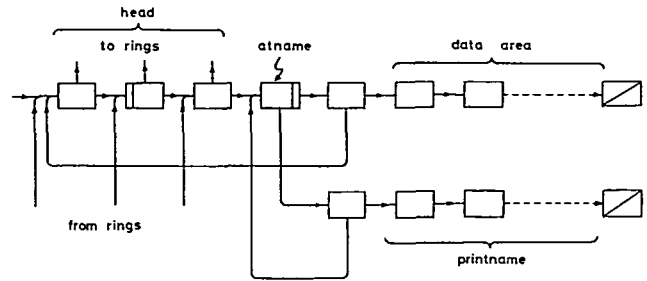 head
to rings
atname
data area
from rings
printname